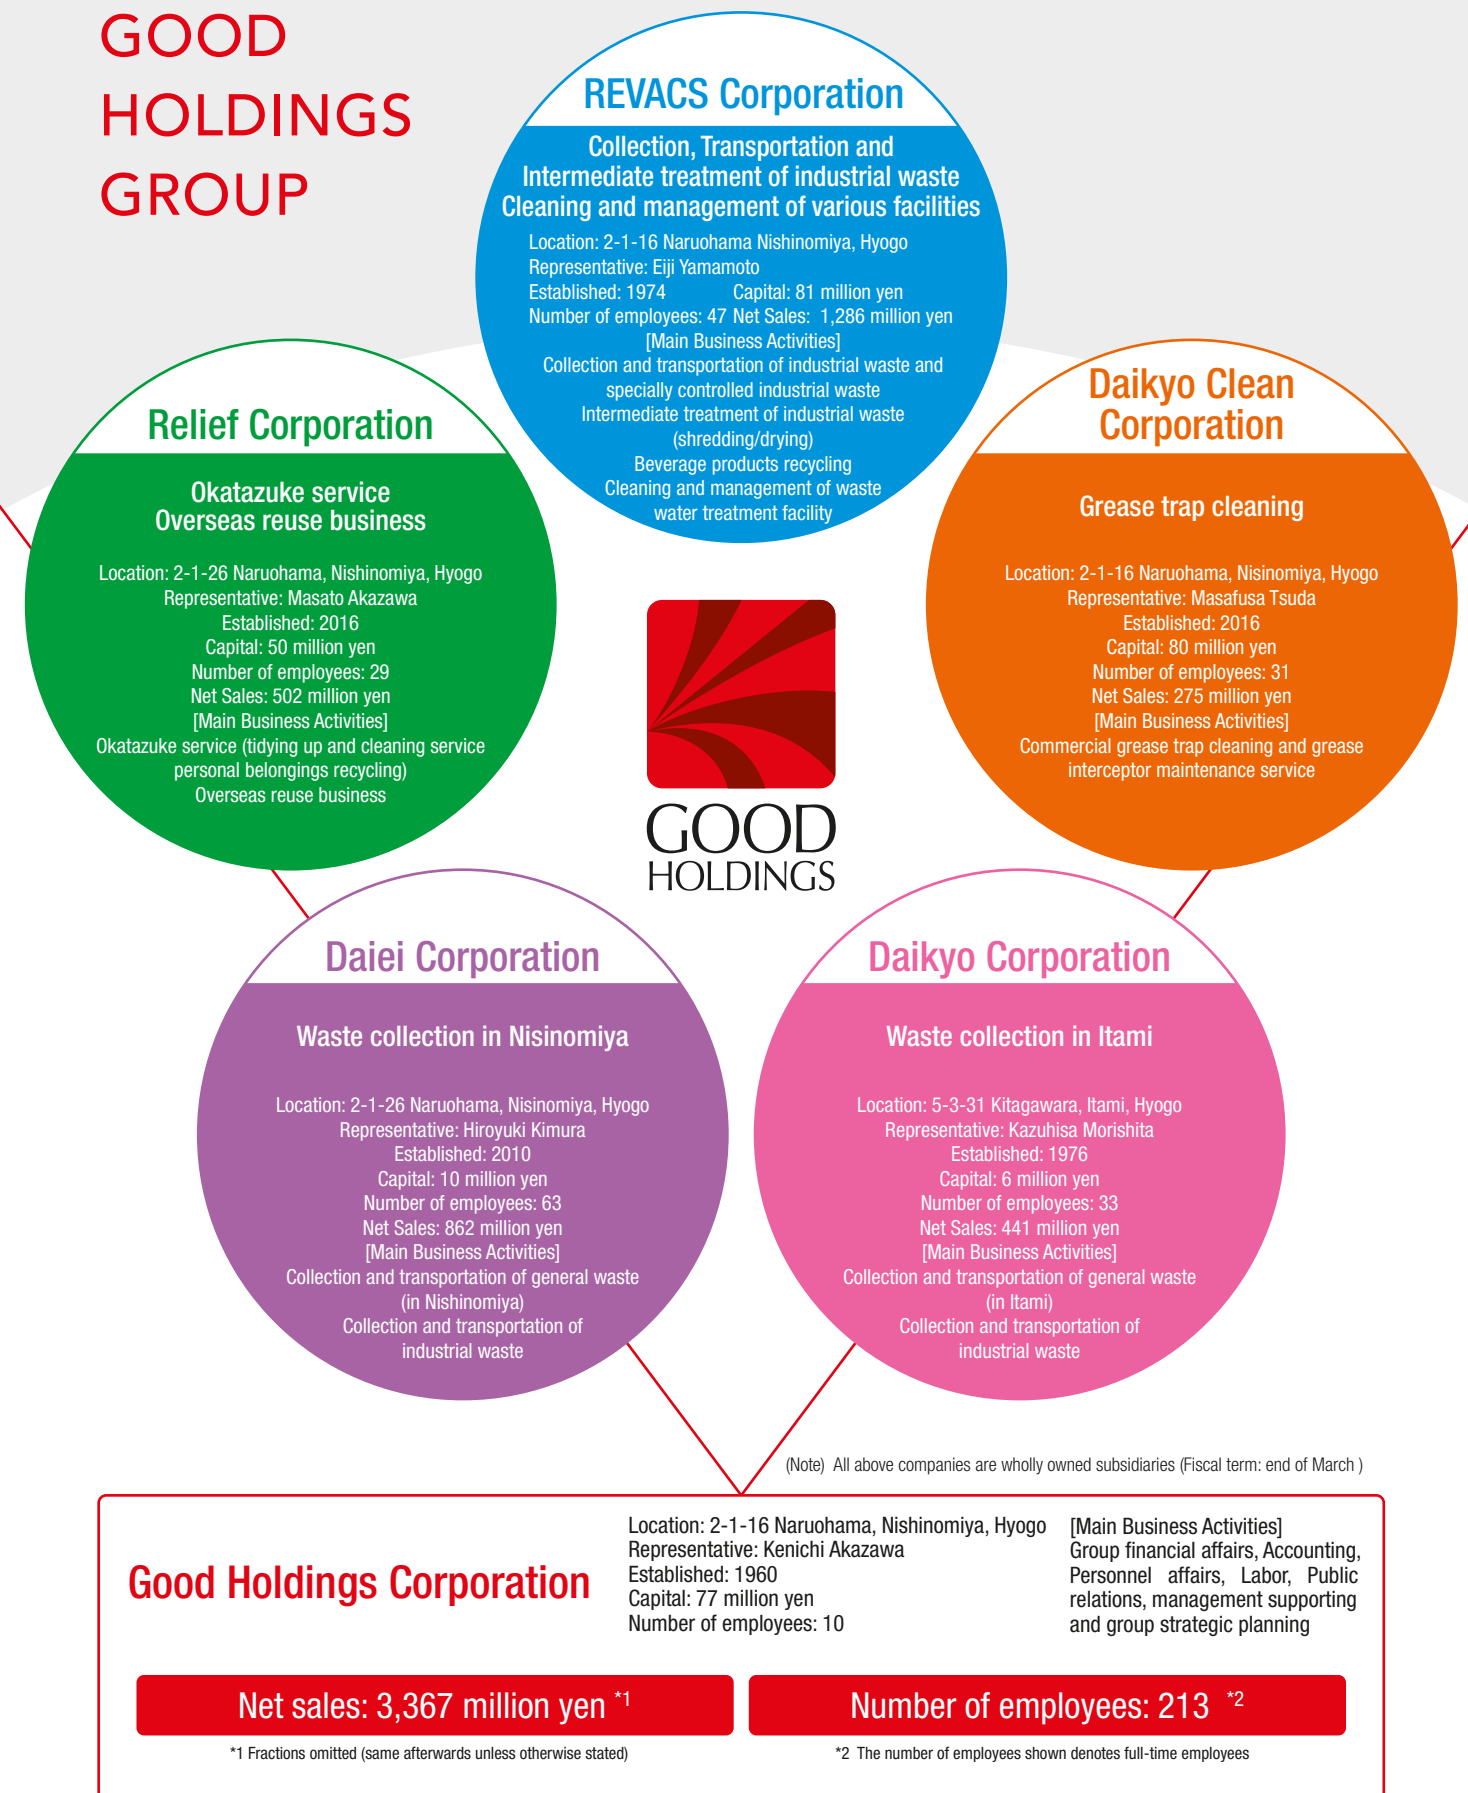 GOOD
HOLDINGS
GROUP
REVACS Corporation
Collection, Transportation and
Intermediate treatment of industrial waste
Cleaning and management of various facilities
Location: 2-1-16 Naruohama Nishinomiya, Hyogo
Representative: Eiji Yamamoto
Established: 1974 Capital: 81 million yen
Number of employees: 47 Net Sales: 1,286 million yen
[Main Business Activities]
Collection and transportation of industrial waste and
specially controlled industrial waste
Intermediate treatment of industrial waste
(shredding/drying)
Beverage products recycling
Cleaning and management of waste
water treatment facility
Relief Corporation
Okatazuke service
Overseas reuse business
Location: 2-1-26 Naruohama, Nishinomiya, Hyogo
Representative: Masato Akazawa
Established: 2016
Capital: 50 million yen
Number of employees: 29
Net Sales: 502 million yen
[Main Business Activities]
Okatazuke service (tidying up and cleaning service
personal belongings recycling)
Overseas reuse business
Daikyo Clean
Corporation
Grease trap cleaning
Location: 2-1-16 Naruohama, Nisinomiya, Hyogo
Representative: Masafusa Tsuda
Established: 2016
Capital: 80 million yen
Number of employees: 31
Net Sales: 275 million yen
[Main Business Activities]
Commercial grease trap cleaning and grease
interceptor maintenance service
GOOD
HOLDINGS
Daiei Corporation
Waste collection in Nisinomiya
Location: 2-1-26 Naruohama, Nisinomiya, Hyogo
Representative: Hiroyuki Kimura
Established: 2010
Capital: 10 million yen
Number of employees: 63
Net Sales: 862 million yen
[Main Business Activities]
Collection and transportation of general waste
(in Nishinomiya)
Collection and transportation of
industrial waste
Daikyo Corporation
Waste collection in Itami
Location: 5-3-31 Kitagawara, Itami, Hyogo
Representative: Kazuhisa Morishita
Established: 1976
Capital: 6 million yen
Number of employees: 33
Net Sales: 441 million yen
[Main Business Activities]
Collection and transportation of general waste
(in Itami)
Collection and transportation of
industrial waste
(Note) All above companies are wholly owned subsidiaries (Fiscal term: end of March )
Good Holdings Corporation
Location: 2-1-16 Naruohama, Nishinomiya, Hyogo
Representative: Kenichi Akazawa
Established: 1960
Capital: 77 million yen
Number of employees: 10
[Main Business Activities]
Group financial affairs, Accounting,
Personnel affairs, Labor, Public
relations, management supporting
and group strategic planning
Net sales: 3,367 million yen *1
Number of employees: 213 *2
*1 Fractions omitted (same afterwards unless otherwise stated)
*2 The number of employees shown denotes full-time employees